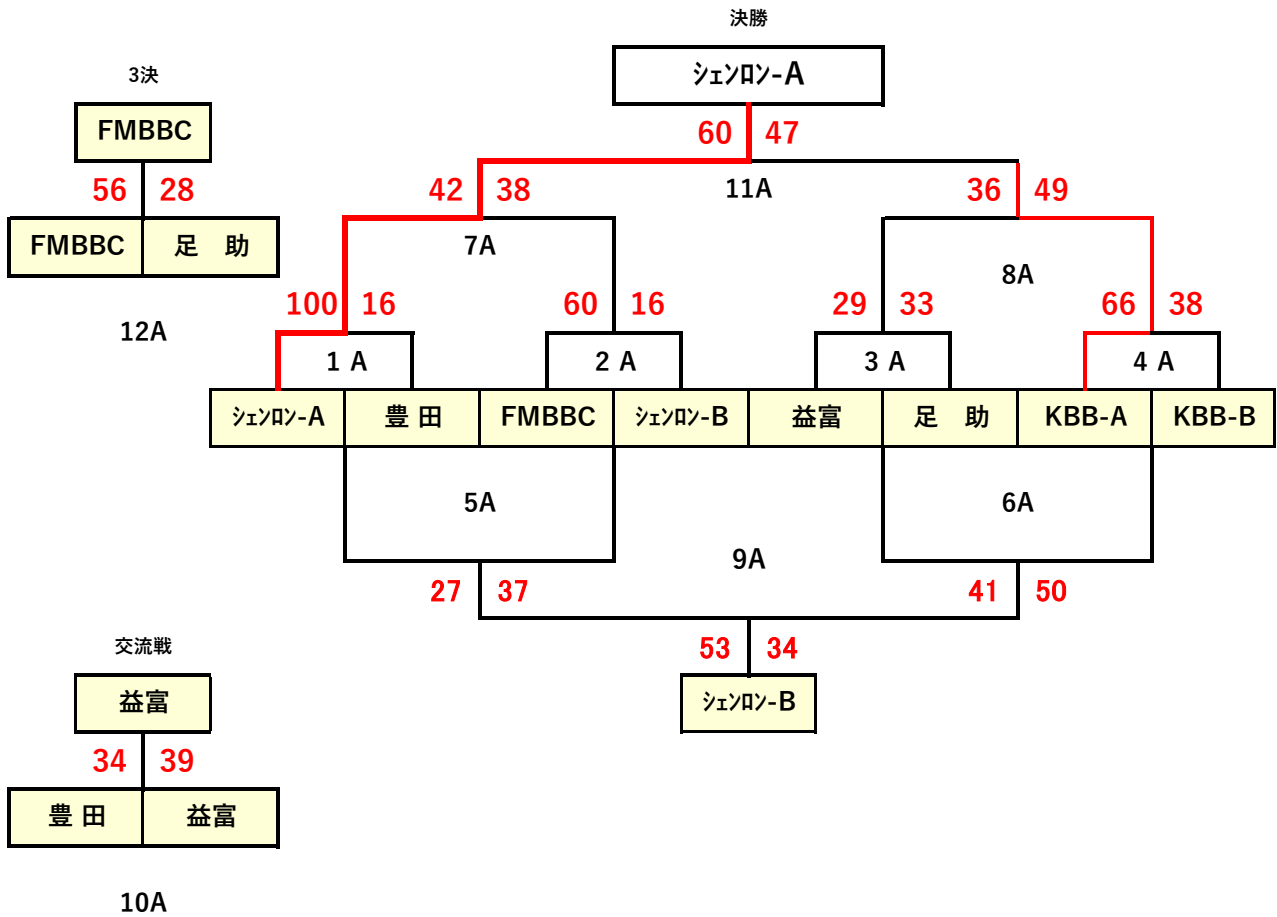 決勝
ｼｪﾝﾛﾝ-A
3決
FMBBC
60 47
56 28
42 38
11A
36 49
FMBBC 足　助
7A
8A
100 16
60 16
29 33
66 38
12A
1 A
2 A
3 A
4 A
ｼｪﾝﾛﾝ-A 豊 田 FMBBC ｼｪﾝﾛﾝ-B 益富 足　助 KBB-A KBB-B
5A
6A
9A
27 37
41 50
交流戦
53 34
益富
ｼｪﾝﾛﾝ-B
34 39
豊 田 益富
10A